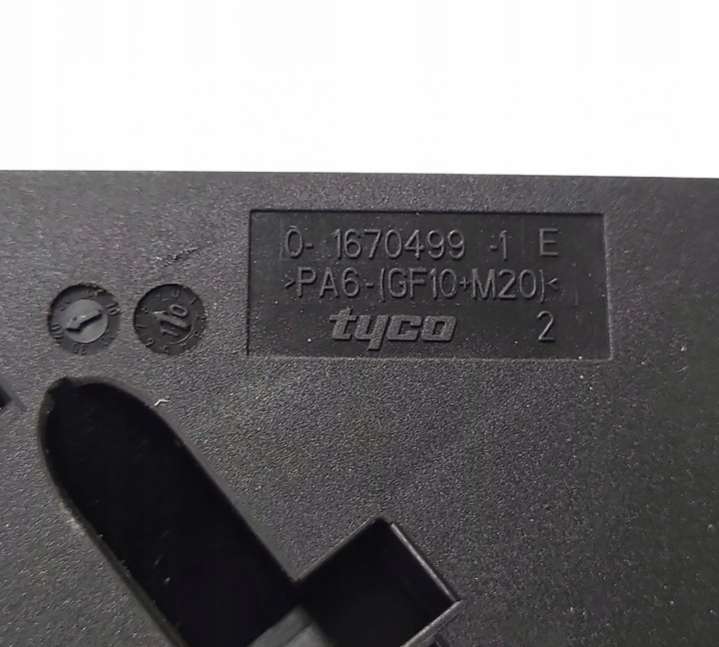 0- 1670499 -1 E
>PA6-(GF10+M20)<
tyco 2